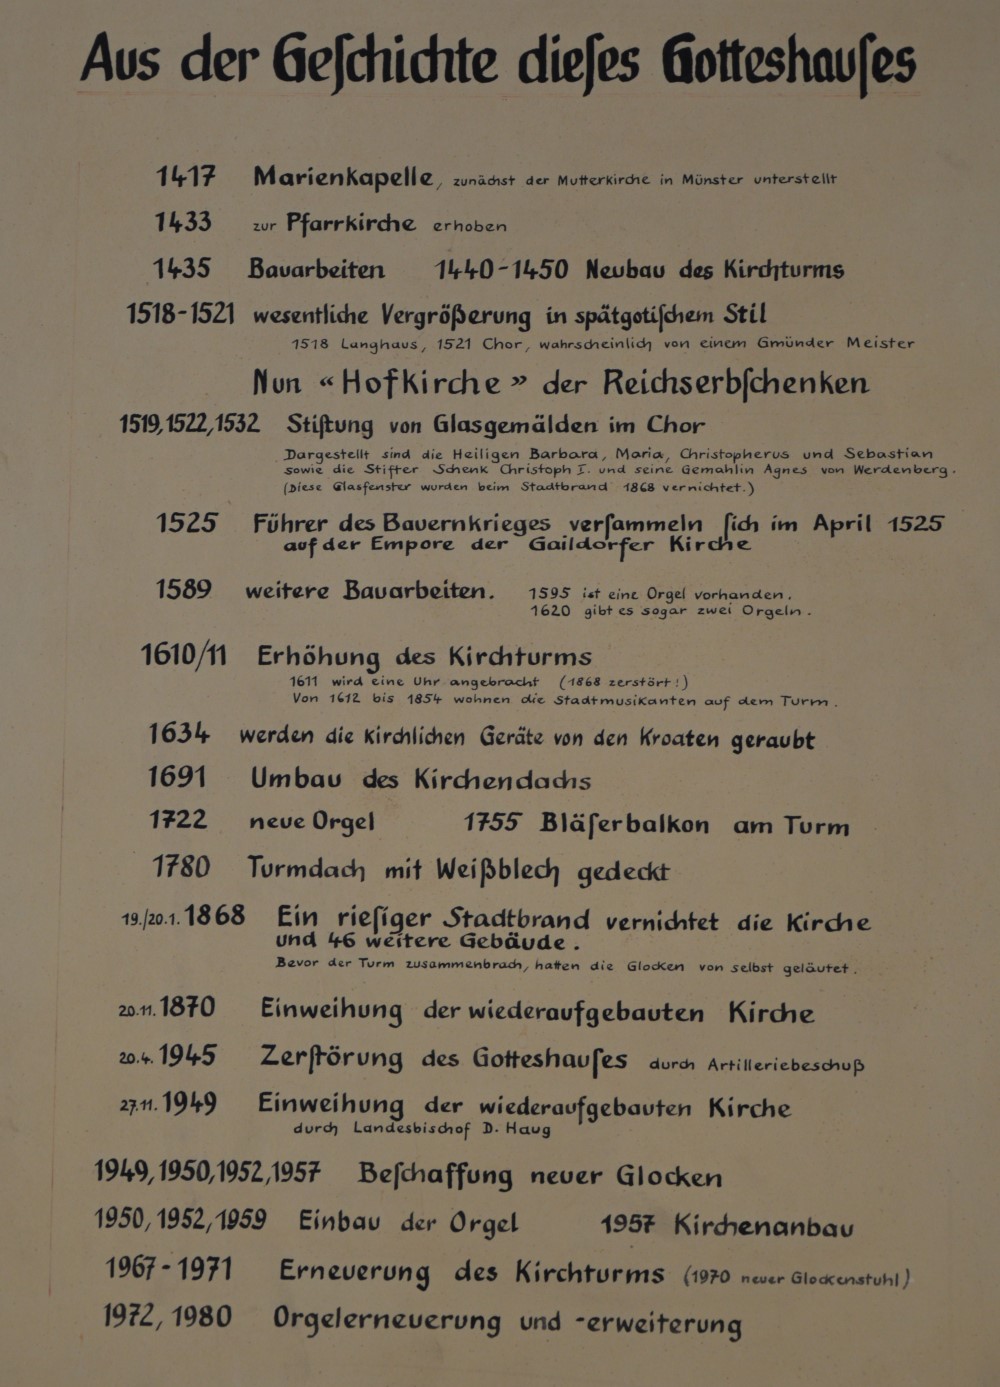 Aus der Geſchichte dieſes Gotteshauſes
1417 Marienkapelle, zunächst der Mutterkirche in Münster unterstellt
1433 zur Pfarrkirche erhoben
1435 Bauarbeiten 1440-1450 Neubau des Kirchturms
1518-1521 wesentliche Vergrößerung in spätgotiſchem Stil
1518 Langhaus, 1521 Chor, wahrscheinlich von einem Gmünder Meister
Nun «Hofkirche» der Reichserbſchenken
1519, 1522, 1532 Stiftung von Glasgemälden im Chor
Dargestellt sind die Heiligen Barbara, Maria, Christopherus und Sebastian
sowie die Stifter Schenk Christoph I. und seine Gemahlin Agnes von Werdenberg.
(Diese Glasfenster wurden beim Stadtbrand 1868 vernichtet.)
1525 Führer des Bauernkrieges verſammeln ſich im April 1525
auf der Empore der Gaildorfer Kirche
1589 weitere Bauarbeiten. 1595 ist eine Orgel vorhanden.
1620 gibt es sogar zwei Orgeln.
1610/11 Erhöhung des Kirchturms
1611 wird eine Uhr angebracht (1868 zerstört!)
Von 1612 bis 1854 wohnen die Stadtmusikanten auf dem Turm.
1634 werden die kirchlichen Geräte von den Kroaten geraubt
1691 Umbau des Kirchendachs
1722 neue Orgel 1755 Bläſerbalkon am Turm
1780 Turmdach mit Weißblech gedeckt
19./20.1. 1868 Ein rieſiger Stadtbrand vernichtet die Kirche
und 46 weitere Gebäude.
Bevor der Turm zusammenbrach, hatten die Glocken von selbst geläutet.
20.11. 1870 Einweihung der wiederaufgebauten Kirche
20.4. 1945 Zerſtörung des Gotteshauſes durch Artilleriebeschuß
27.11. 1949 Einweihung der wiederaufgebauten Kirche
durch Landesbischof D. Haug
1949, 1950, 1952, 1957 Beſchaffung neuer Glocken
1950, 1952, 1959 Einbau der Orgel 1957 Kirchenanbau
1967-1971 Erneuerung des Kirchturms (1970 neuer Glockenstuhl)
1972, 1980 Orgelerneuerung und -erweiterung